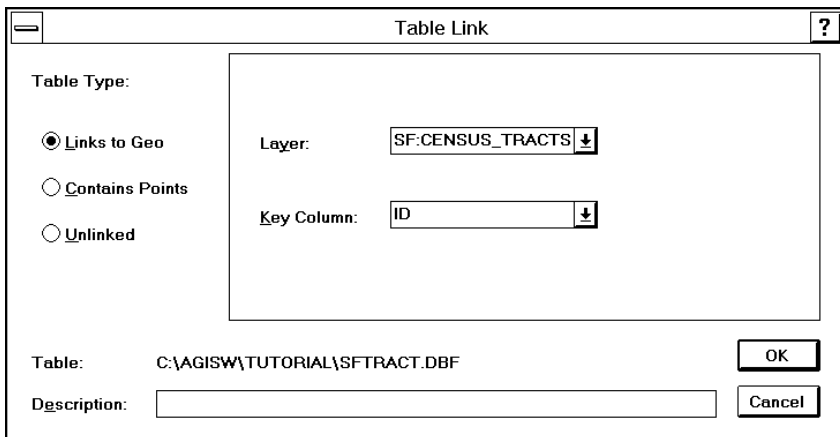 Table Link
?
Table Type:
Links to Geo
Contains Points
Unlinked
Layer: SF:CENSUS_TRACTS
Key Column: ID
Table: C:\AGISW\TUTORIAL\SFTRACT.DBF
OK
Description:
Cancel